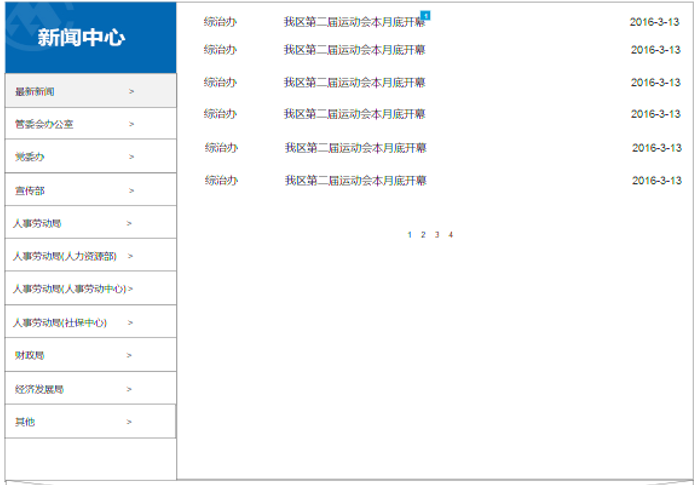 新闻中心
最新新闻 >
管委会办公室 >
党委办 >
宣传部 >
人事劳动局 >
人事劳动局(人力资源部) >
人事劳动局(人事劳动中心) >
人事劳动局(社保中心) >
财政局 >
经济发展局 >
其他 >
综治办 我区第二届运动会本月底开幕 1 2016-3-13
综治办 我区第二届运动会本月底开幕 2016-3-13
综治办 我区第二届运动会本月底开幕 2016-3-13
综治办 我区第二届运动会本月底开幕 2016-3-13
综治办 我区第二届运动会本月底开幕 2016-3-13
综治办 我区第二届运动会本月底开幕 2016-3-13
1 2 3 4